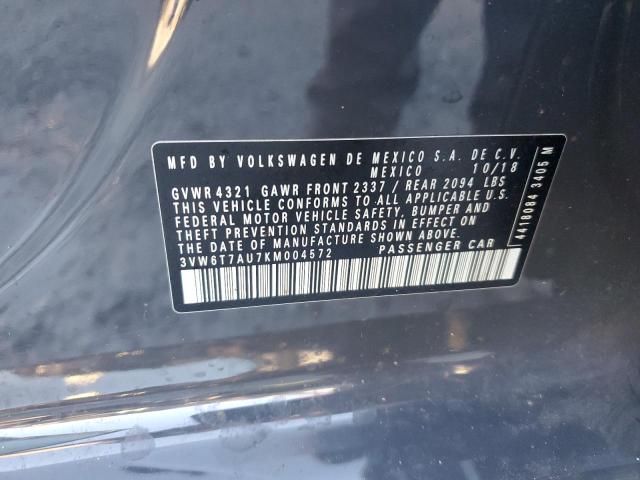 MFD BY VOLKSWAGEN DE MEXICO S.A. DE C.V.
MEXICO 10/18
GVWR 4321 GAWR FRONT 2337 / REAR 2094 LBS
THIS VEHICLE CONFORMS TO ALL APPLICABLE U.S.
FEDERAL MOTOR VEHICLE SAFETY, BUMPER AND
THEFT PREVENTION STANDARDS IN EFFECT ON
THE DATE OF MANUFACTURE SHOWN ABOVE.
3VW6T7AU7KM004572 PASSENGER CAR
4418084 3405 M